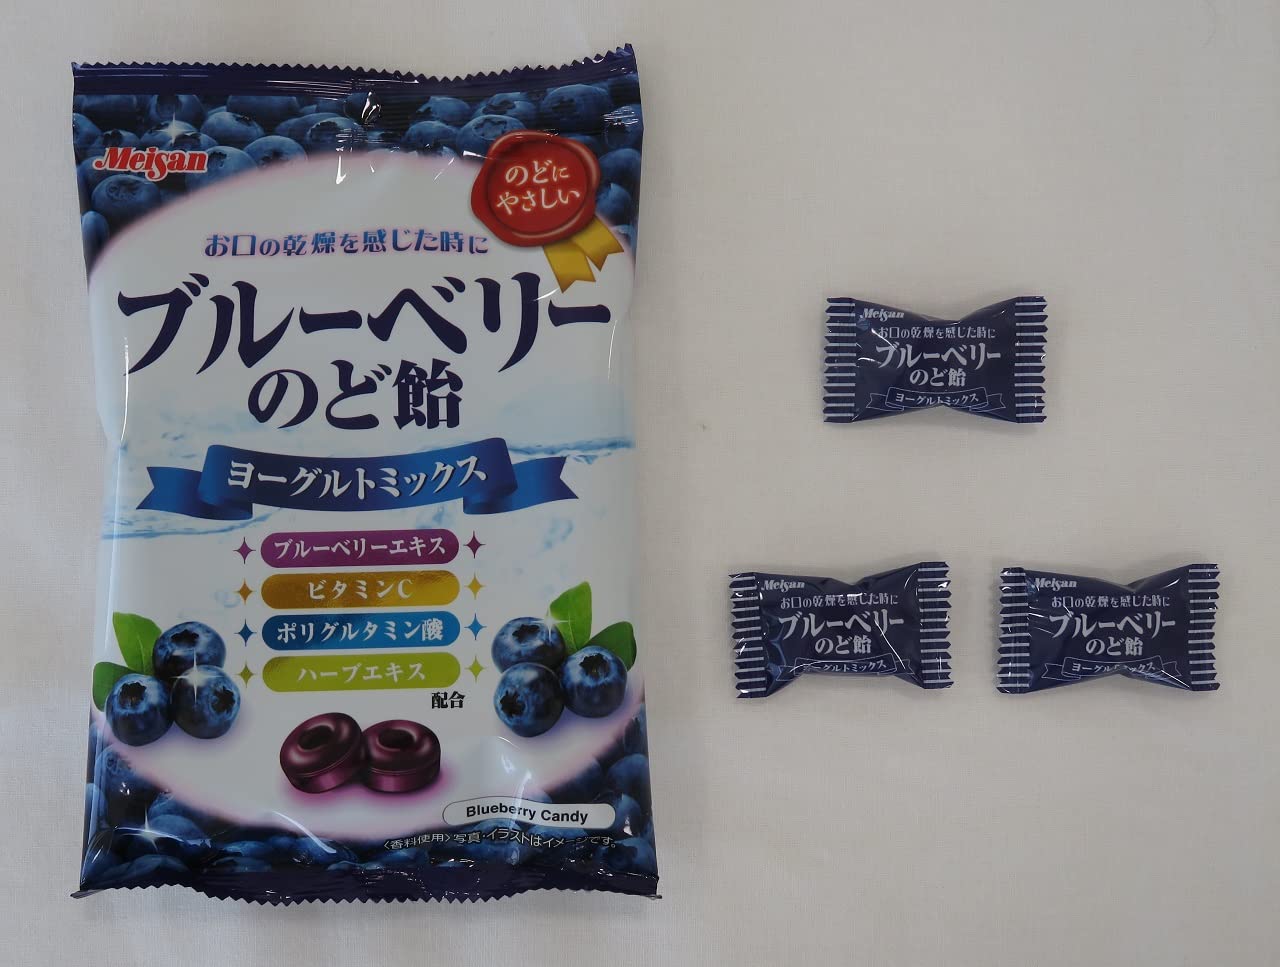 Meisan
のどに
やさしい
お口の乾燥を感じた時に
ブルーベリー
のど飴
ヨーグルトミックス
ブルーベリーエキス
ビタミンC
ポリグルタミン酸
ハーブエキス
配合
Blueberry Candy
〈香料使用〉写真・イラストはイメージです。
Meisan
お口の乾燥を感じた時に
ブルーベリー
のど飴
ヨーグルトミックス
Meisan
お口の乾燥を感じた時に
ブルーベリー
のど飴
ヨーグルトミックス
Meisan
お口の乾燥を感じた時に
ブルーベリー
のど飴
ヨーグルトミックス